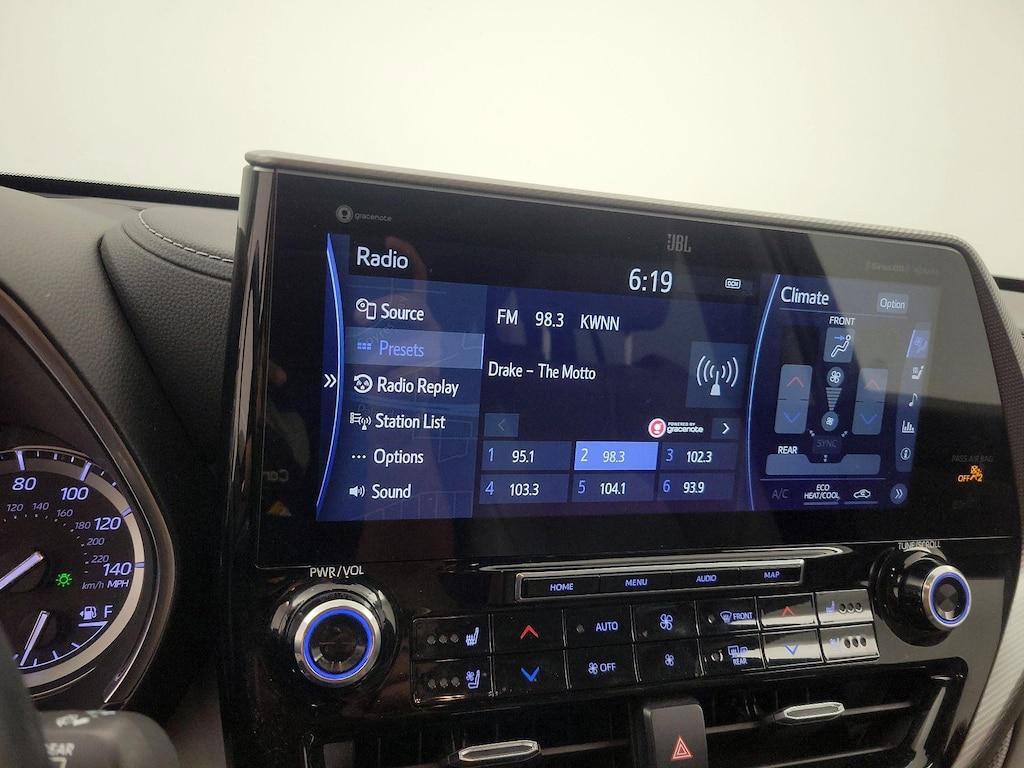 gracenote
JBL
SiriusXM
Radio
6:19
DCM
Source
Presets
Radio Replay
Station List
Options
Sound
FM 98.3 KWNN
Drake – The Motto
POWERED BY
gracenote
1 95.1
2 98.3
3 102.3
4 103.3
5 104.1
6 93.9
Climate
Option
FRONT
SYNC
REAR
A/C
ECO
HEAT/COOL
PASS AIR BAG
OFF
2
PWR/VOL
TUNE/SCROLL
HOME
MENU
AUDIO
MAP
AUTO
FRONT
OFF
REAR
80
100
120
140
120
140
160
180
200
220
km/h
MPH
F
REAR